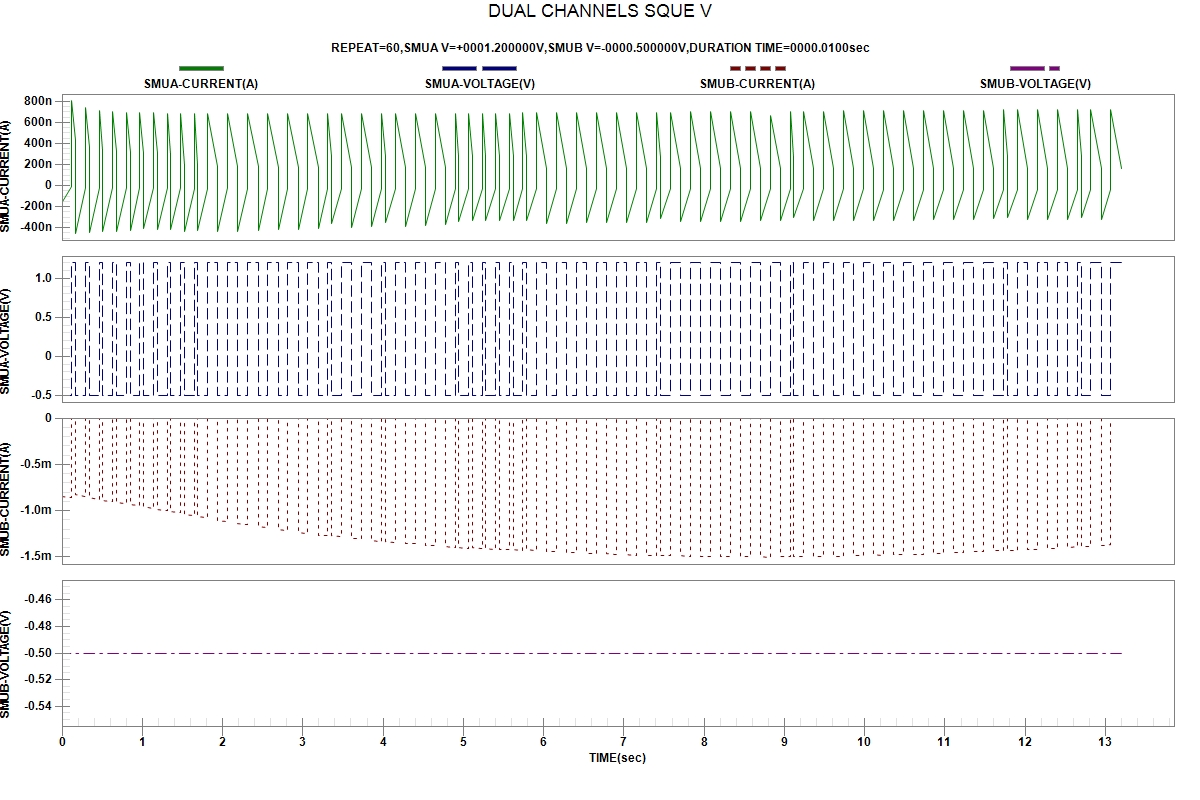 DUAL CHANNELS SQUE V
REPEAT=60,SMUA V=+0001.200000V,SMUB V=-0000.500000V,DURATION TIME=0000.0100sec
SMUA-CURRENT(A) SMUA-VOLTAGE(V) SMUB-CURRENT(A) SMUB-VOLTAGE(V)
SMUA-CURRENT(A)
800n
600n
400n
200n
0
-200n
-400n
SMUA-VOLTAGE(V)
1.0
0.5
0
-0.5
SMUB-CURRENT(A)
0
-0.5m
-1.0m
-1.5m
SMUB-VOLTAGE(V)
-0.46
-0.48
-0.50
-0.52
-0.54
0 1 2 3 4 5 6 7 8 9 10 11 12 13
TIME(sec)